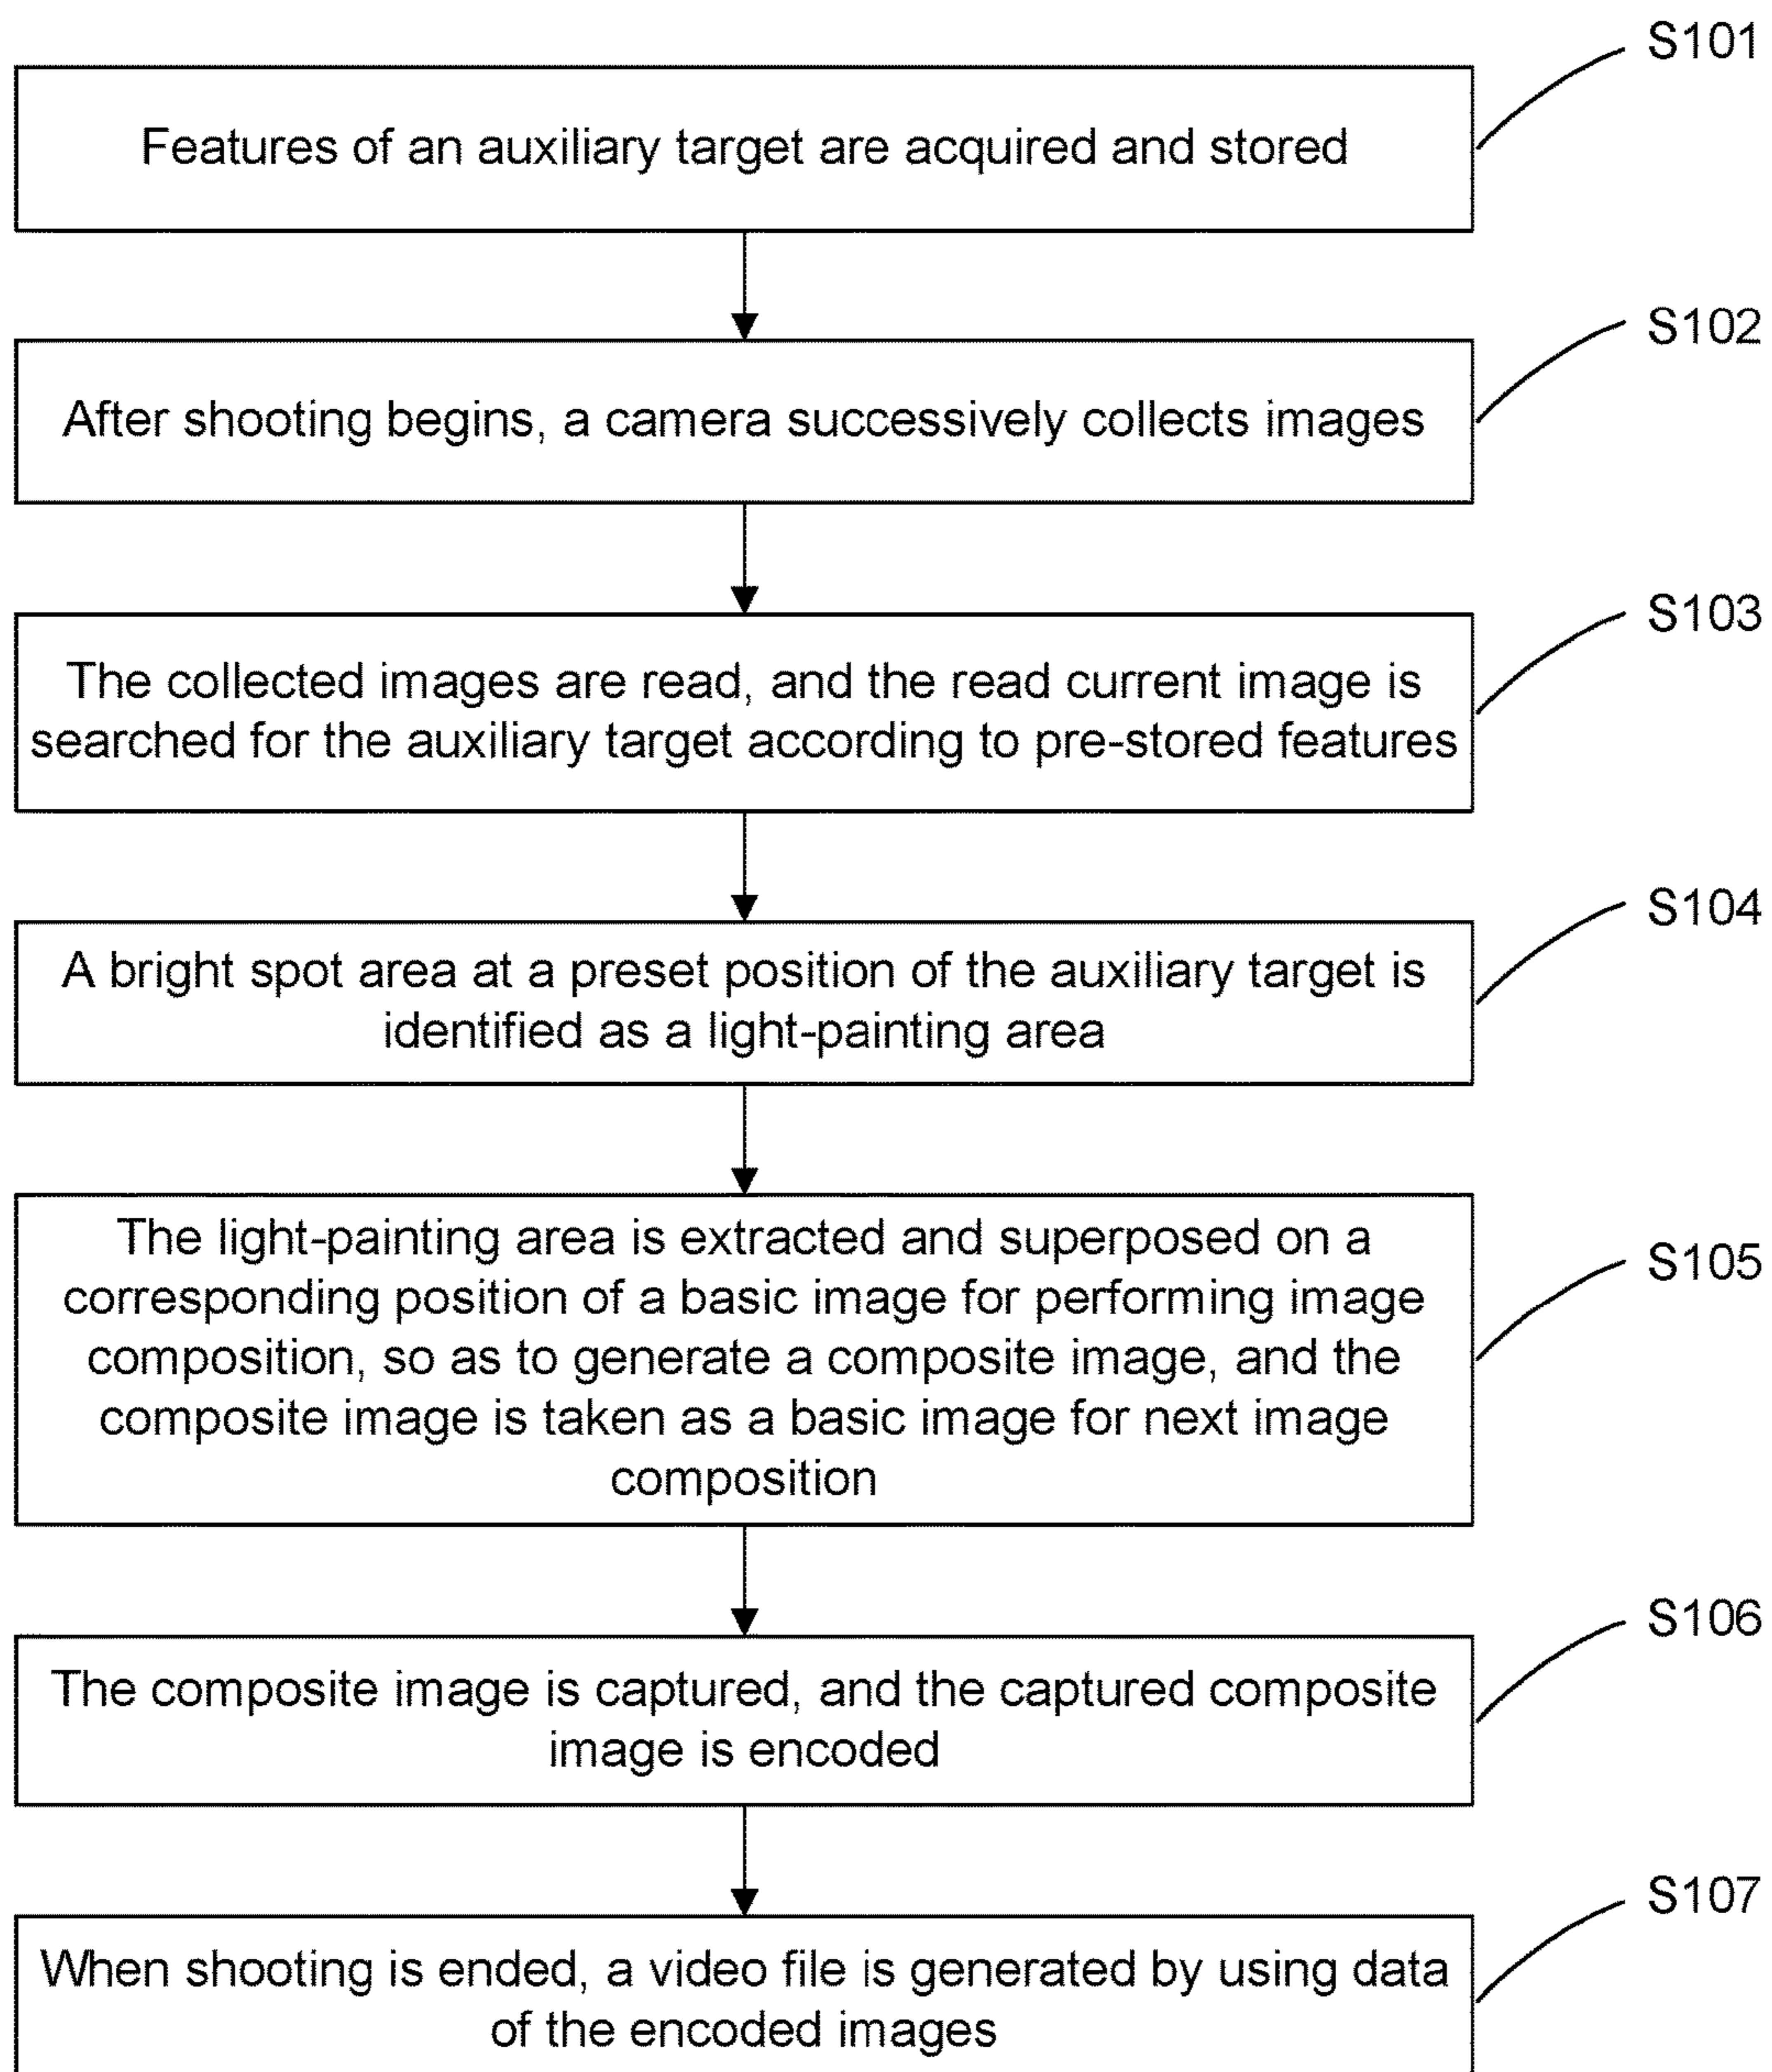 S101
Features of an auxiliary target are acquired and stored
S102
After shooting begins, a camera successively collects images
S103
The collected images are read, and the read current image is
searched for the auxiliary target according to pre-stored features
S104
A bright spot area at a preset position of the auxiliary target is
identified as a light-painting area
The light-painting area is extracted and superposed on a
S105
corresponding position of a basic image for performing image
composition, so as to generate a composite image, and the
composite image is taken as a basic image for next image
composition
S106
The composite image is captured, and the captured composite
image is encoded
S107
When shooting is ended, a video file is generated by using data
of the encoded images